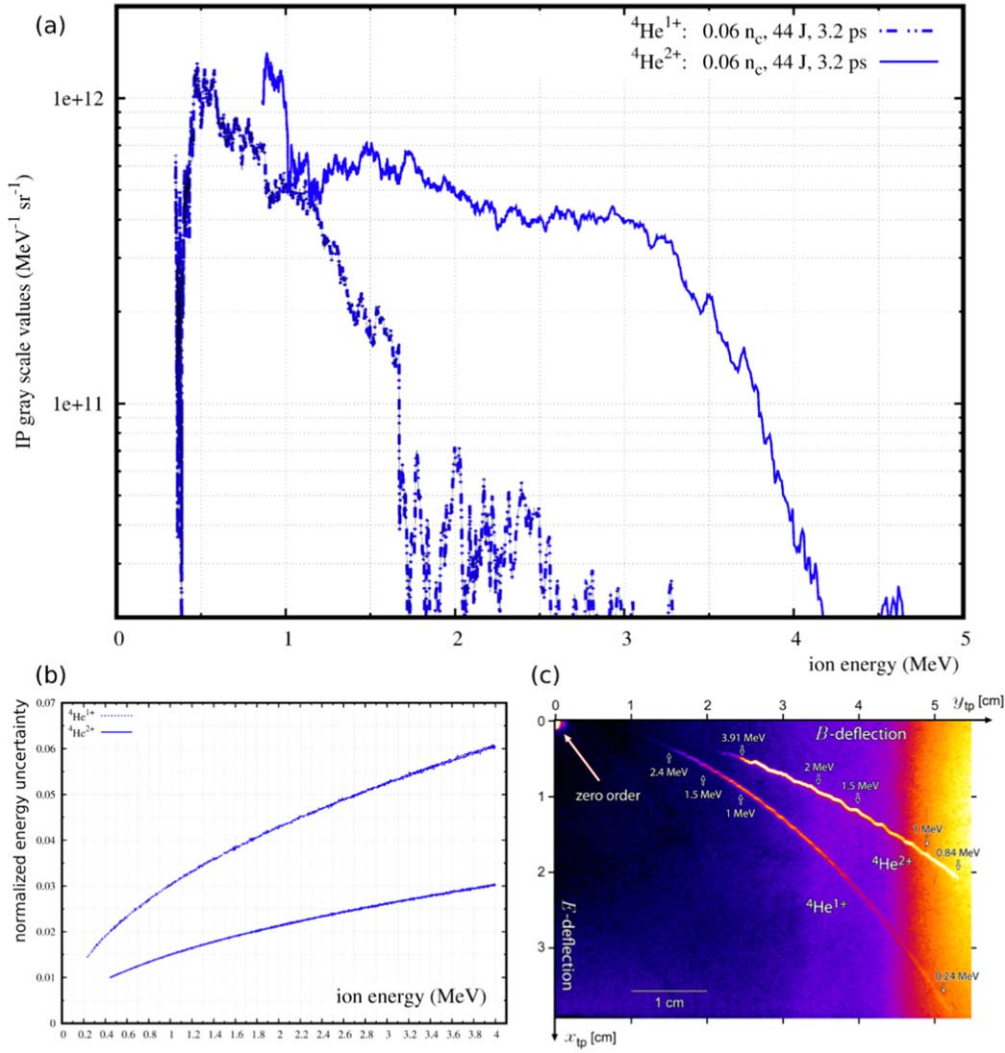 (a)
⁴He¹⁺: 0.06 n_c, 44 J, 3.2 ps
⁴He²⁺: 0.06 n_c, 44 J, 3.2 ps
1e+12
1e+11
IP gray scale values (MeV⁻¹ sr⁻¹)
0 1 2 3 4 5
ion energy (MeV)
(b)
⁴He¹⁺
⁴He²⁺
0.07
0.06
0.05
0.04
0.03
0.02
0.01
0
normalized energy uncertainty
ion energy (MeV)
0 0.2 0.4 0.6 0.8 1 1.2 1.4 1.6 1.8 2 2.2 2.4 2.6 2.8 3 3.2 3.4 3.6 3.8 4
(c)
0 1 2 3 4 5 y_tp [cm]
0
1
2
3
x_tp [cm]
B-deflection
E-deflection
zero order
3.91 MeV
2 MeV
1.5 MeV
1 MeV
0.84 MeV
⁴He²⁺
2.4 MeV
1.5 MeV
1 MeV
⁴He¹⁺
0.24 MeV
1 cm